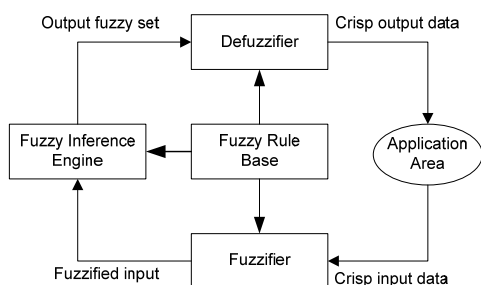 Output fuzzy set
Crisp output data
Defuzzifier
Fuzzy Inference
Engine
Fuzzy Rule
Base
Application
Area
Fuzzifier
Fuzzified input
Crisp input data